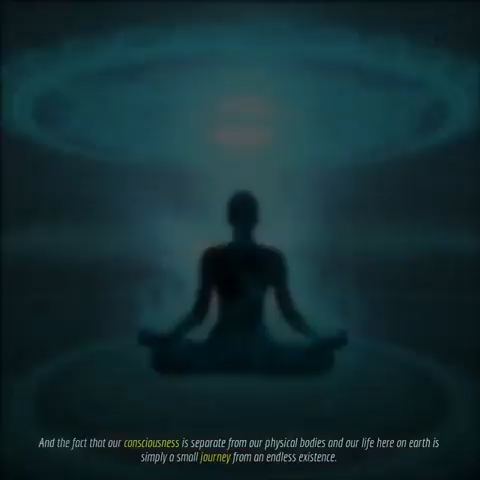 And the fact that our consciousness is separate from our physical bodies and our life here on earth is
simply a small journey from an endless existence.